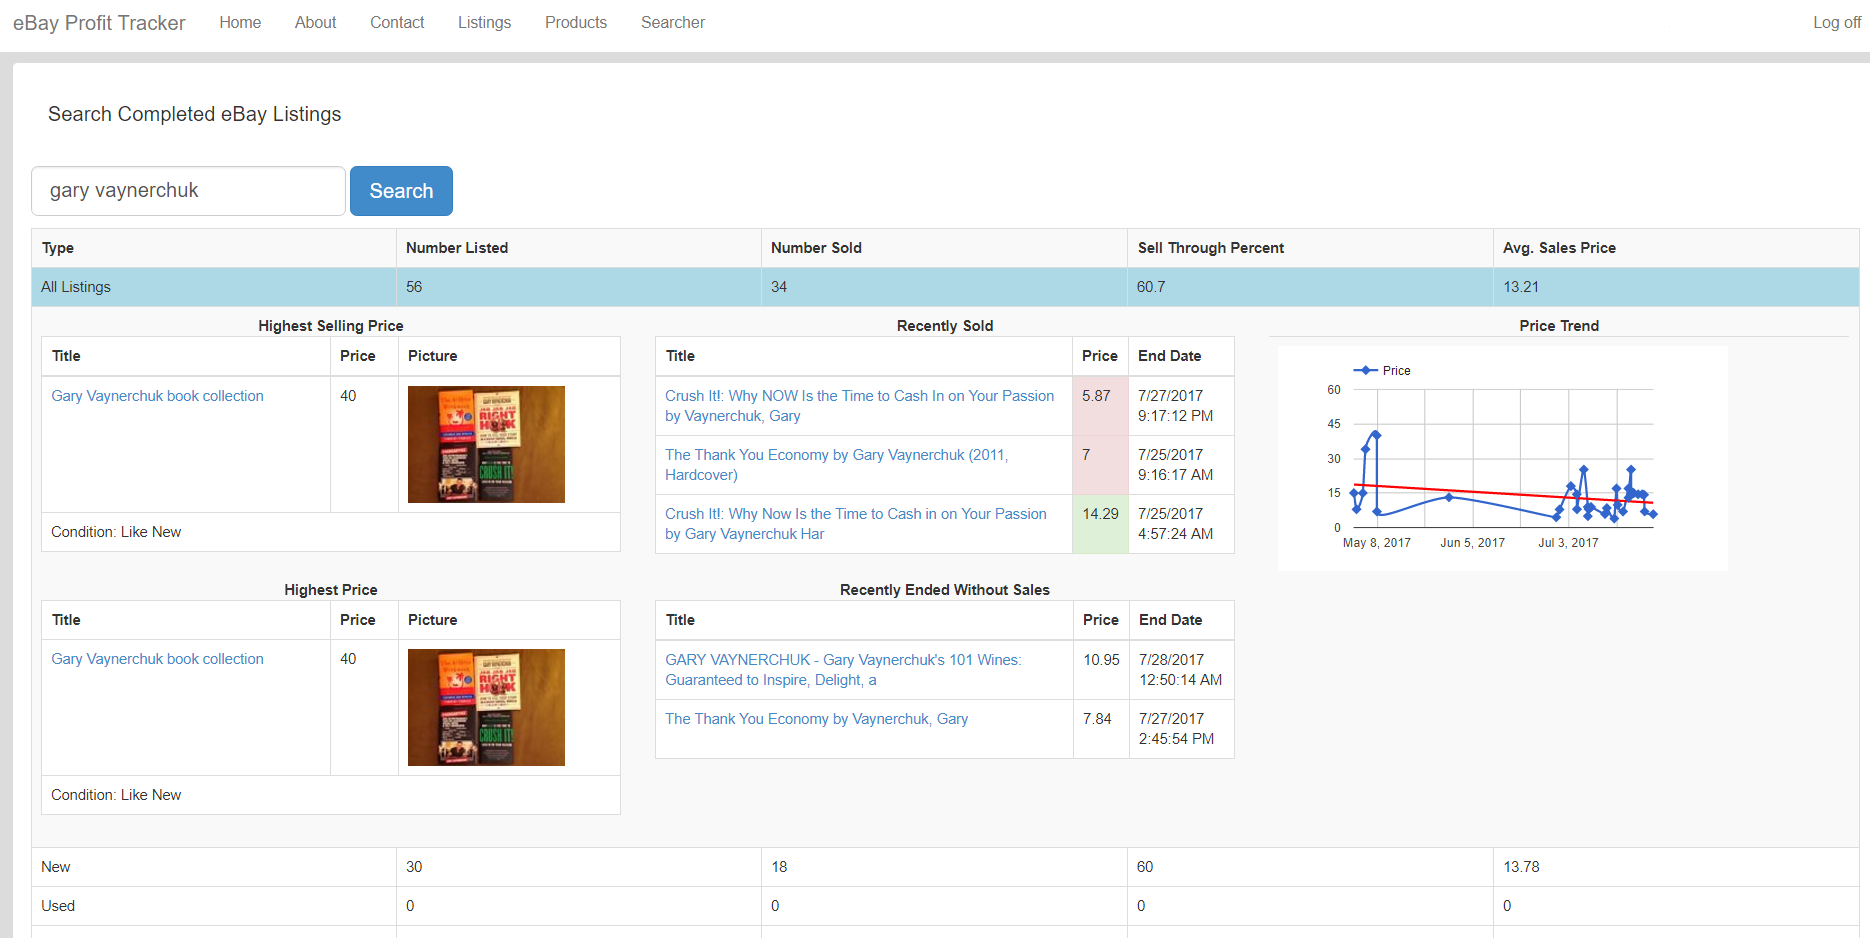 eBay Profit Tracker Home About Contact Listings Products Searcher Log off
Search Completed eBay Listings
gary vaynerchuk Search
Type Number Listed Number Sold Sell Through Percent Avg. Sales Price
All Listings 56 34 60.7 13.21
Highest Selling Price
Title Price Picture
Gary Vaynerchuk book collection 40
RIGHT
CRUSH IT!
Condition: Like New
Recently Sold
Title Price End Date
Crush It!: Why NOW Is the Time to Cash In on Your Passion 5.87 7/27/2017
by Vaynerchuk, Gary 9:17:12 PM
The Thank You Economy by Gary Vaynerchuk (2011, 7 7/25/2017
Hardcover) 9:16:17 AM
Crush It!: Why Now Is the Time to Cash in on Your Passion 14.29 7/25/2017
by Gary Vaynerchuk Har 4:57:24 AM
Price Trend
Price
60
45
30
15
0
May 8, 2017 Jun 5, 2017 Jul 3, 2017
Highest Price
Title Price Picture
Gary Vaynerchuk book collection 40
RIGHT
CRUSH IT!
Condition: Like New
Recently Ended Without Sales
Title Price End Date
GARY VAYNERCHUK - Gary Vaynerchuk's 101 Wines: 10.95 7/28/2017
Guaranteed to Inspire, Delight, a 12:50:14 AM
The Thank You Economy by Vaynerchuk, Gary 7.84 7/27/2017
2:45:54 PM
New 30 18 60 13.78
Used 0 0 0 0